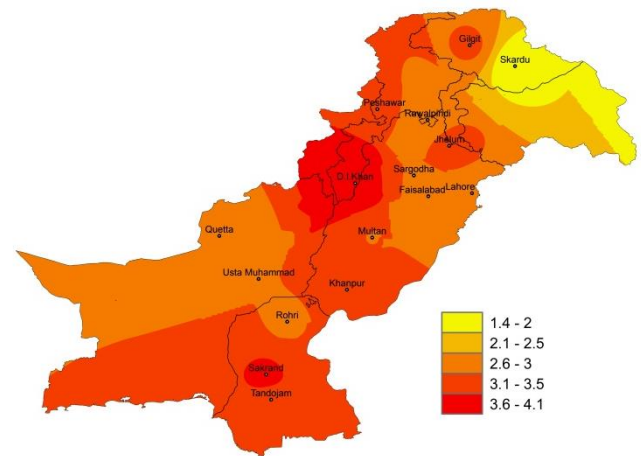 Gilgit
Skardu
Peshawar
Rawalpindi
Jhelum
D.I.Khan
Sargodha
Faisalabad
Lahore
Quetta
Multan
Usta Muhammad
Khanpur
Rohri
Sakrand
Tandojam
1.4 - 2
2.1 - 2.5
2.6 - 3
3.1 - 3.5
3.6 - 4.1